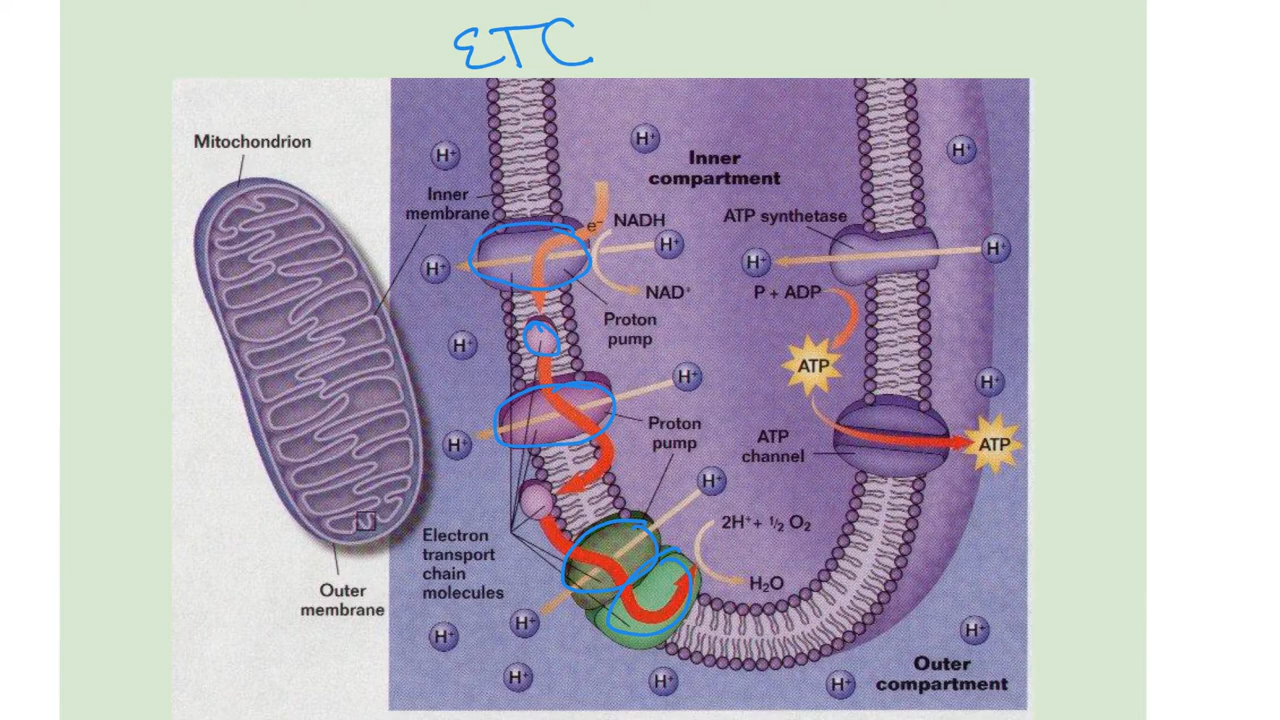 ETC
Mitochondrion
Inner
membrane
Inner
compartment
H⁺
H⁺
H⁺
e⁻ NADH
H⁺
H⁺
NAD⁺
Proton
pump
H⁺
H⁺
Proton
pump
H⁺
H⁺
2H⁺ + ½ O₂
H₂O
Electron
transport
chain
molecules
H⁺
H⁺
H⁺
H⁺
ATP synthetase
H⁺
H⁺
P + ADP
ATP
H⁺
ATP
channel
ATP
H⁺
H⁺
Outer
compartment
Outer
membrane